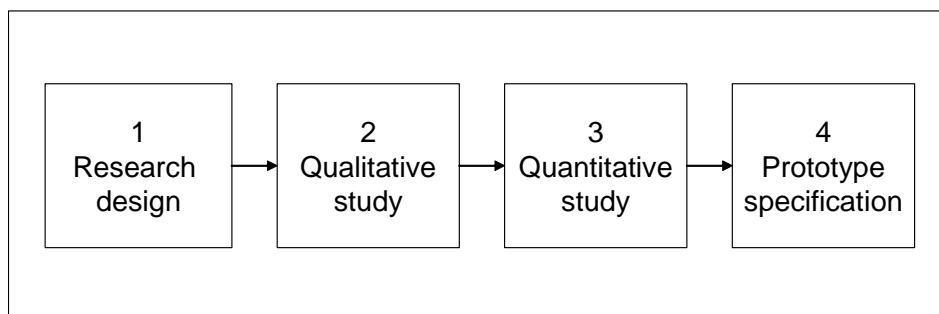 1
Research
design
2
Qualitative
study
3
Quantitative
study
4
Prototype
specification